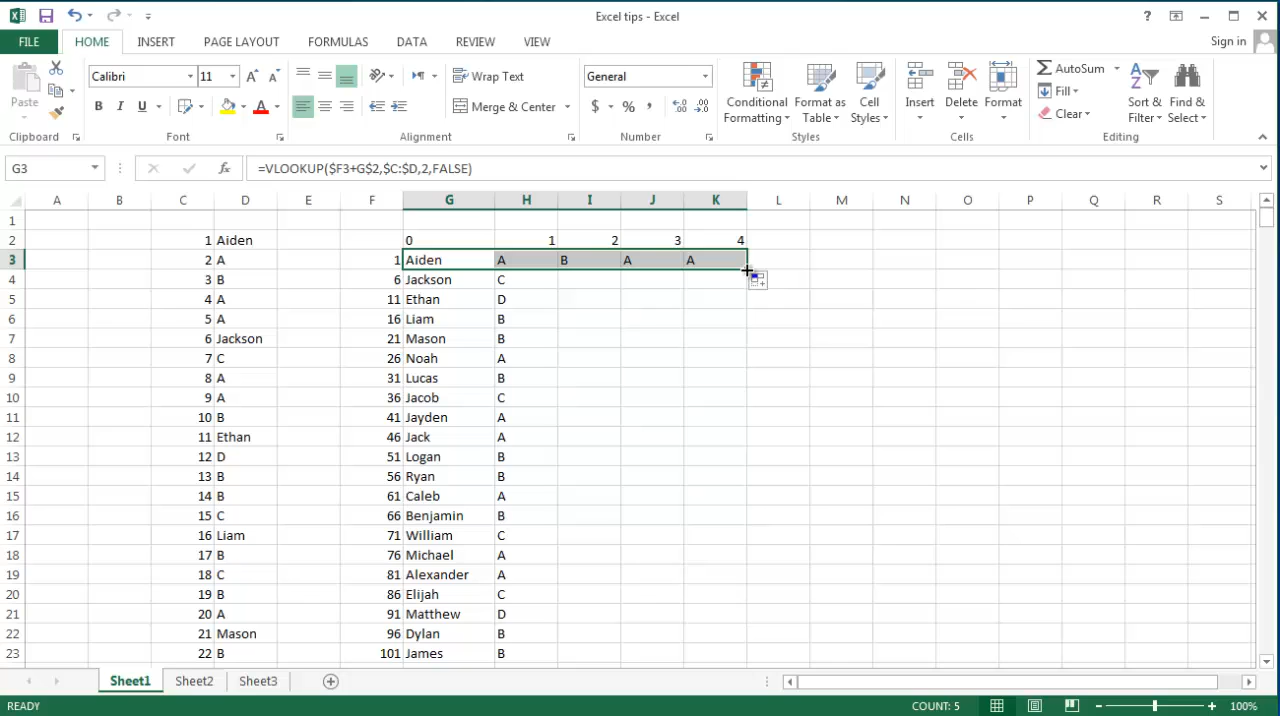 Excel tips - Excel
?
FILE HOME INSERT PAGE LAYOUT FORMULAS DATA REVIEW VIEW Sign in
Calibri 11 A A Wrap Text General AutoSum
Paste B I U A Merge & Center $ % Conditional Formatting Format as Table Cell Styles Insert Delete Format Fill Sort & Filter Find & Select
Clear
Clipboard Font Alignment Number Styles Cells Editing
G3 fx =VLOOKUP($F3+G$2,$C:$D,2,FALSE)
A B C D E F G H I J K L M N O P Q R S
1
2 1 Aiden 0 1 2 3 4
3 2 A 1 Aiden A B A A
4 3 B 6 Jackson C
5 4 A 11 Ethan D
6 5 A 16 Liam B
7 6 Jackson 21 Mason B
8 7 C 26 Noah A
9 8 A 31 Lucas B
10 9 A 36 Jacob C
11 10 B 41 Jayden A
12 11 Ethan 46 Jack A
13 12 D 51 Logan B
14 13 B 56 Ryan B
15 14 B 61 Caleb A
16 15 C 66 Benjamin B
17 16 Liam 71 William C
18 17 B 76 Michael A
19 18 C 81 Alexander A
20 19 B 86 Elijah C
21 20 A 91 Matthew D
22 21 Mason 96 Dylan B
23 22 B 101 James B
Sheet1 Sheet2 Sheet3
READY COUNT: 5 100%